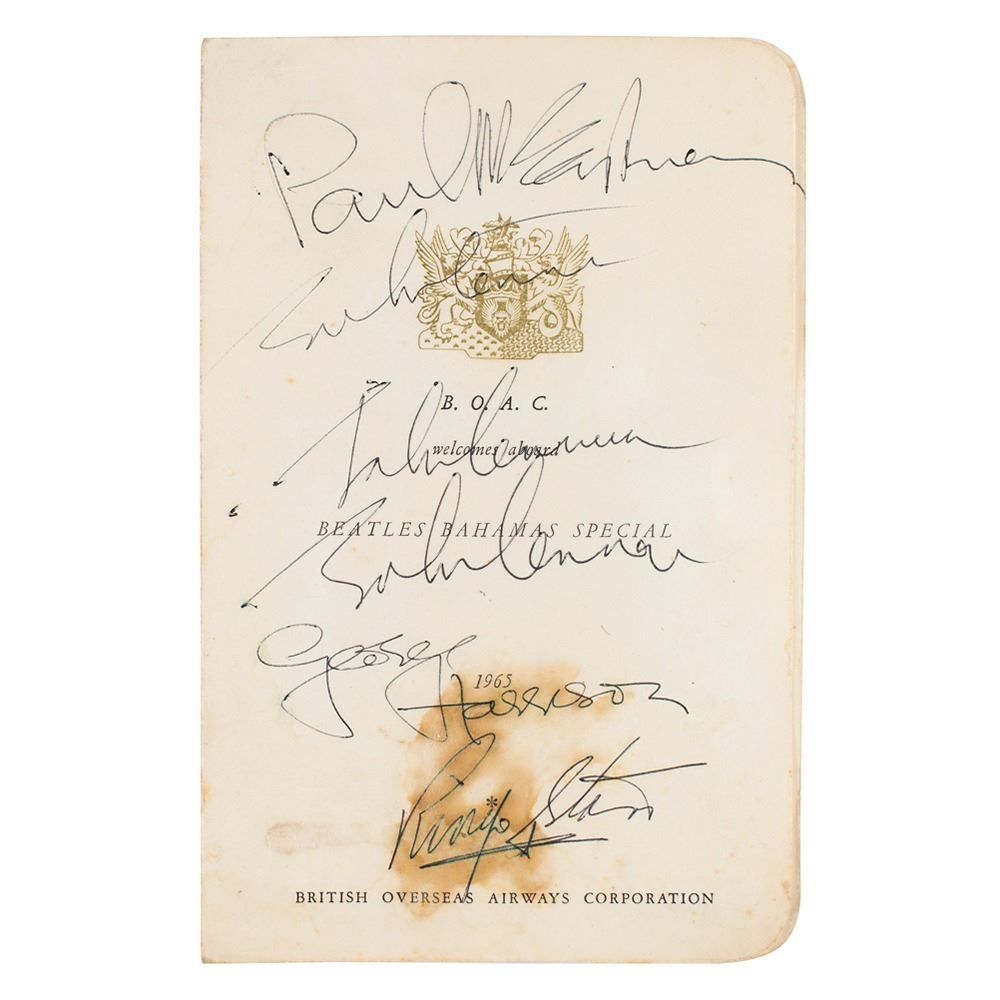 Paul McCartney
John Lennon
B. O. A. C.
John Lennon
welcomes aboard
BEATLES BAHAMAS SPECIAL
John Lennon
George
1965
Harrison
Ringo Starr
*
BRITISH OVERSEAS AIRWAYS CORPORATION